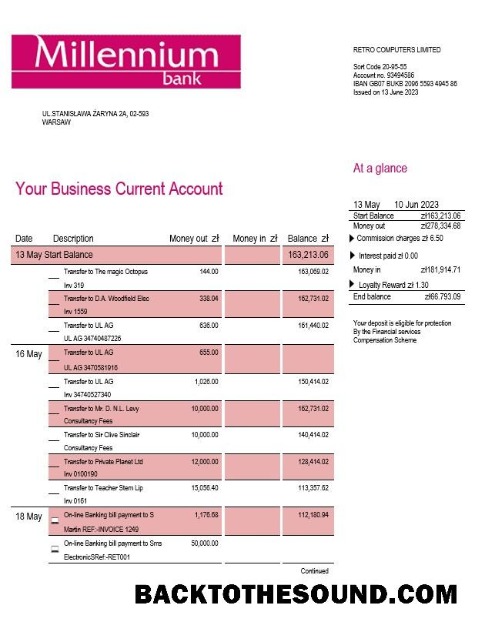 Millennium
bank
RETRO COMPUTERS LIMITED
Sort Code 20-95-55
Account no. 93494586
IBAN GB07 BUKB 2096 5593 4945 86
Issued on 13 June 2023
UL.STANISŁAWA ŻARYNA 2A, 02-593
WARSAW
At a glance
Your Business Current Account
13 May 10 Jun 2023
Start Balance zł163,213.06
Money out zł278,334.68
Commission charges zł 6.50
Interest paid zł 0.00
Money in zł181,914.71
Loyalty Reward zł 1.30
End balance zł66.793.09
Your deposit is eligible for protection
By the Financial services
Compensation Scheme
Date Description Money out zł Money in zł Balance zł
13 May Start Balance 163,213.06
Transfer to The magic Octopus 144.00 163,069.02
Inv 319
Transfer to D.A. Woodfield Elec 338.04 162,731.02
Inv 1559
Transfer to UL AG 636.00 161,440.02
UL AG 34740487226
16 May Transfer to UL AG 655.00
UL AG 3470581916
Transfer to UL AG 1,026.00 150,414.02
Inv 34740527340
Transfer to Mr. D. N.L. Levy 10,000.00 162,731.02
Consultancy Fees
Transfer to Sir Clive Sinclair 10,000.00 140,414.02
Consultancy Fees
Transfer to Private Planet Ltd 12,000.00 128,414.02
Inv 0100190
Transfer to Teacher Stern Llp 15,056.40 113,357.62
Inv 0161
18 May On-line Banking bill payment to S 1,176.68 112,180.94
Martin REF:-INVOICE 1249
On-line Banking bill payment to Sms 50,000.00
ElectronicSRef:-RET001
Continued
BACKTOTHESOUND.COM